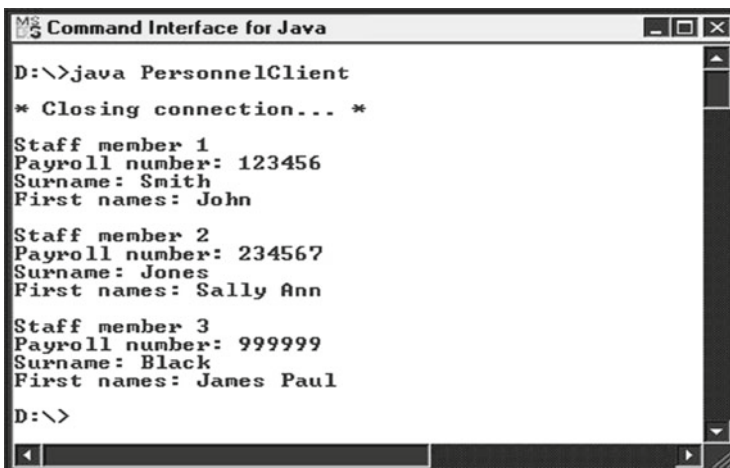 MS Command Interface for Java
D:\>java PersonnelClient
* Closing connection... *
Staff member 1
Payroll number: 123456
Surname: Smith
First names: John
Staff member 2
Payroll number: 234567
Surname: Jones
First names: Sally Ann
Staff member 3
Payroll number: 999999
Surname: Black
First names: James Paul
D:\>